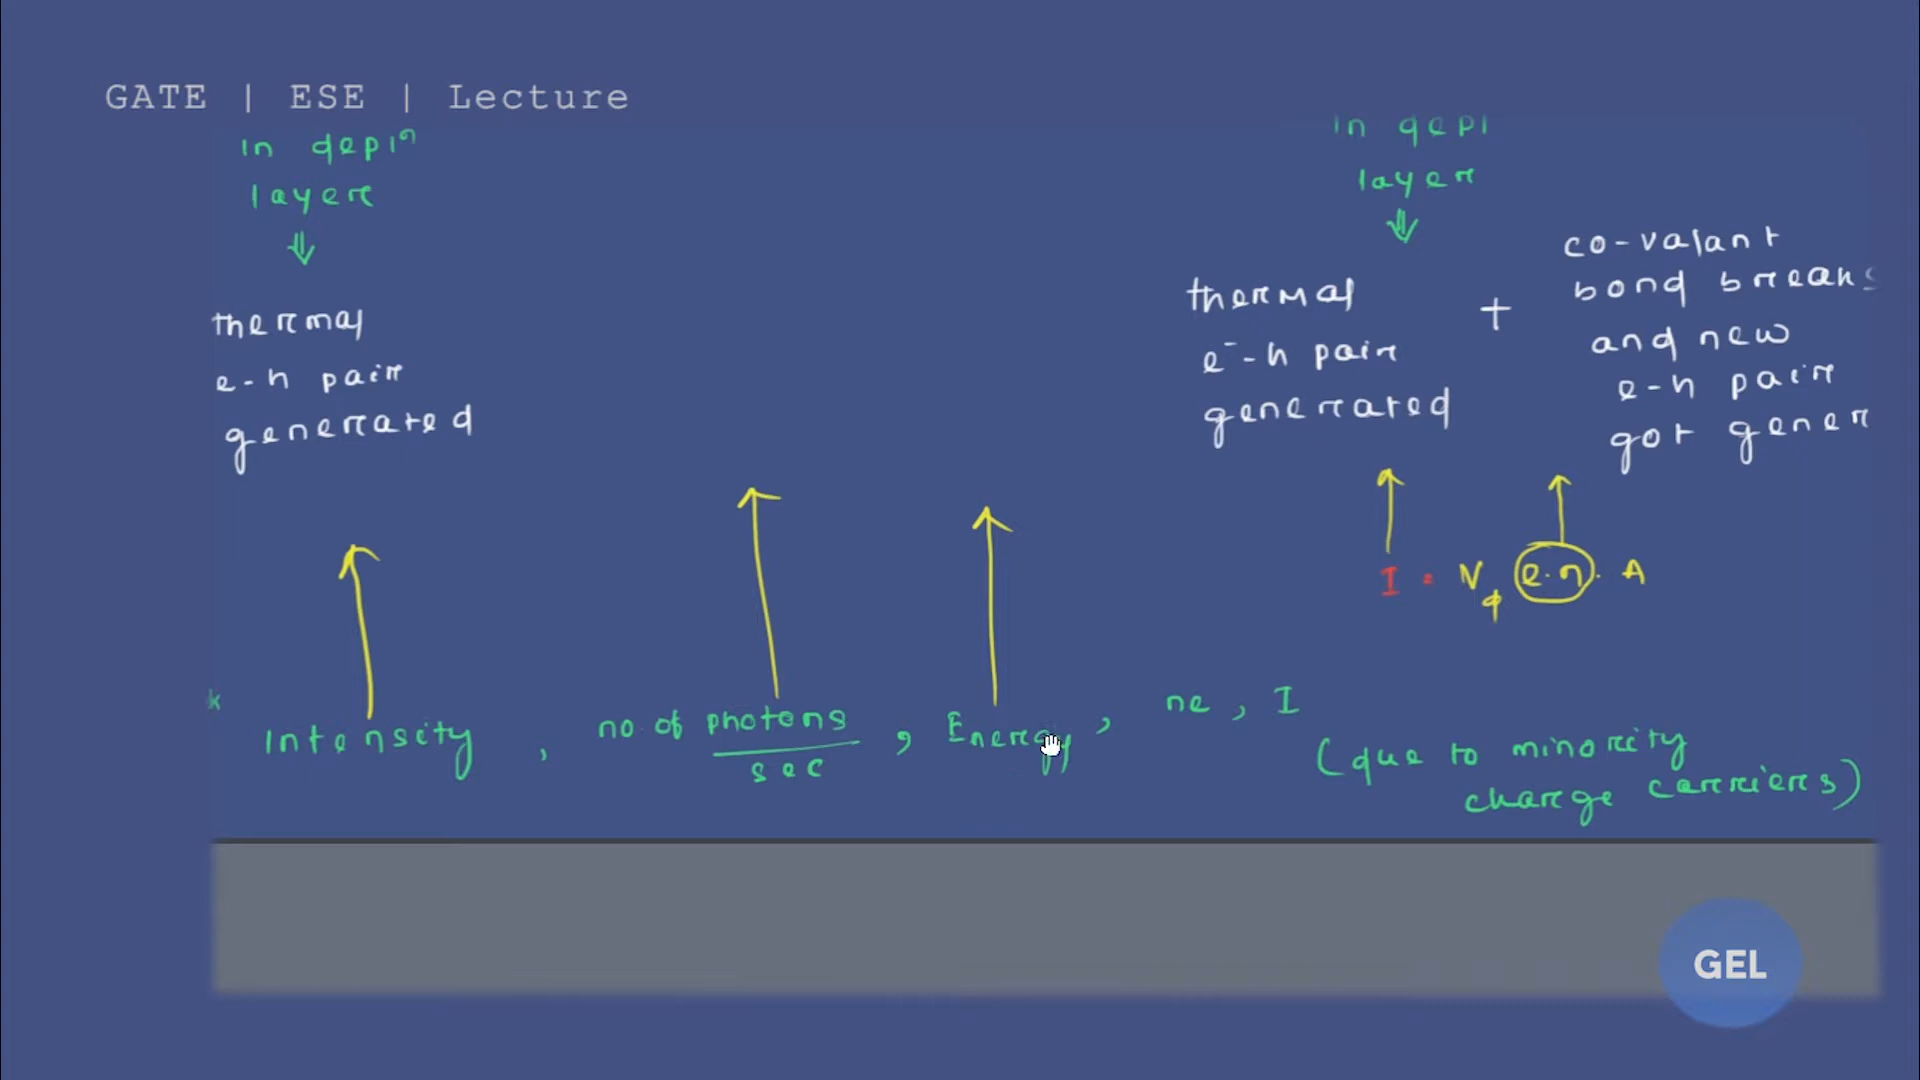 GATE | ESE | Lecture
in depln
layer
thermal
e-h pair
generated
in depl
layer
thermal
e⁻-h pair
generated
+
co-valant
bond breaks
and new
e-h pair
got gener
I = Vϕ e.n. A
* Intensity , no of photons/sec , Energy , ne , I
(due to minority
charge carriers)
GEL